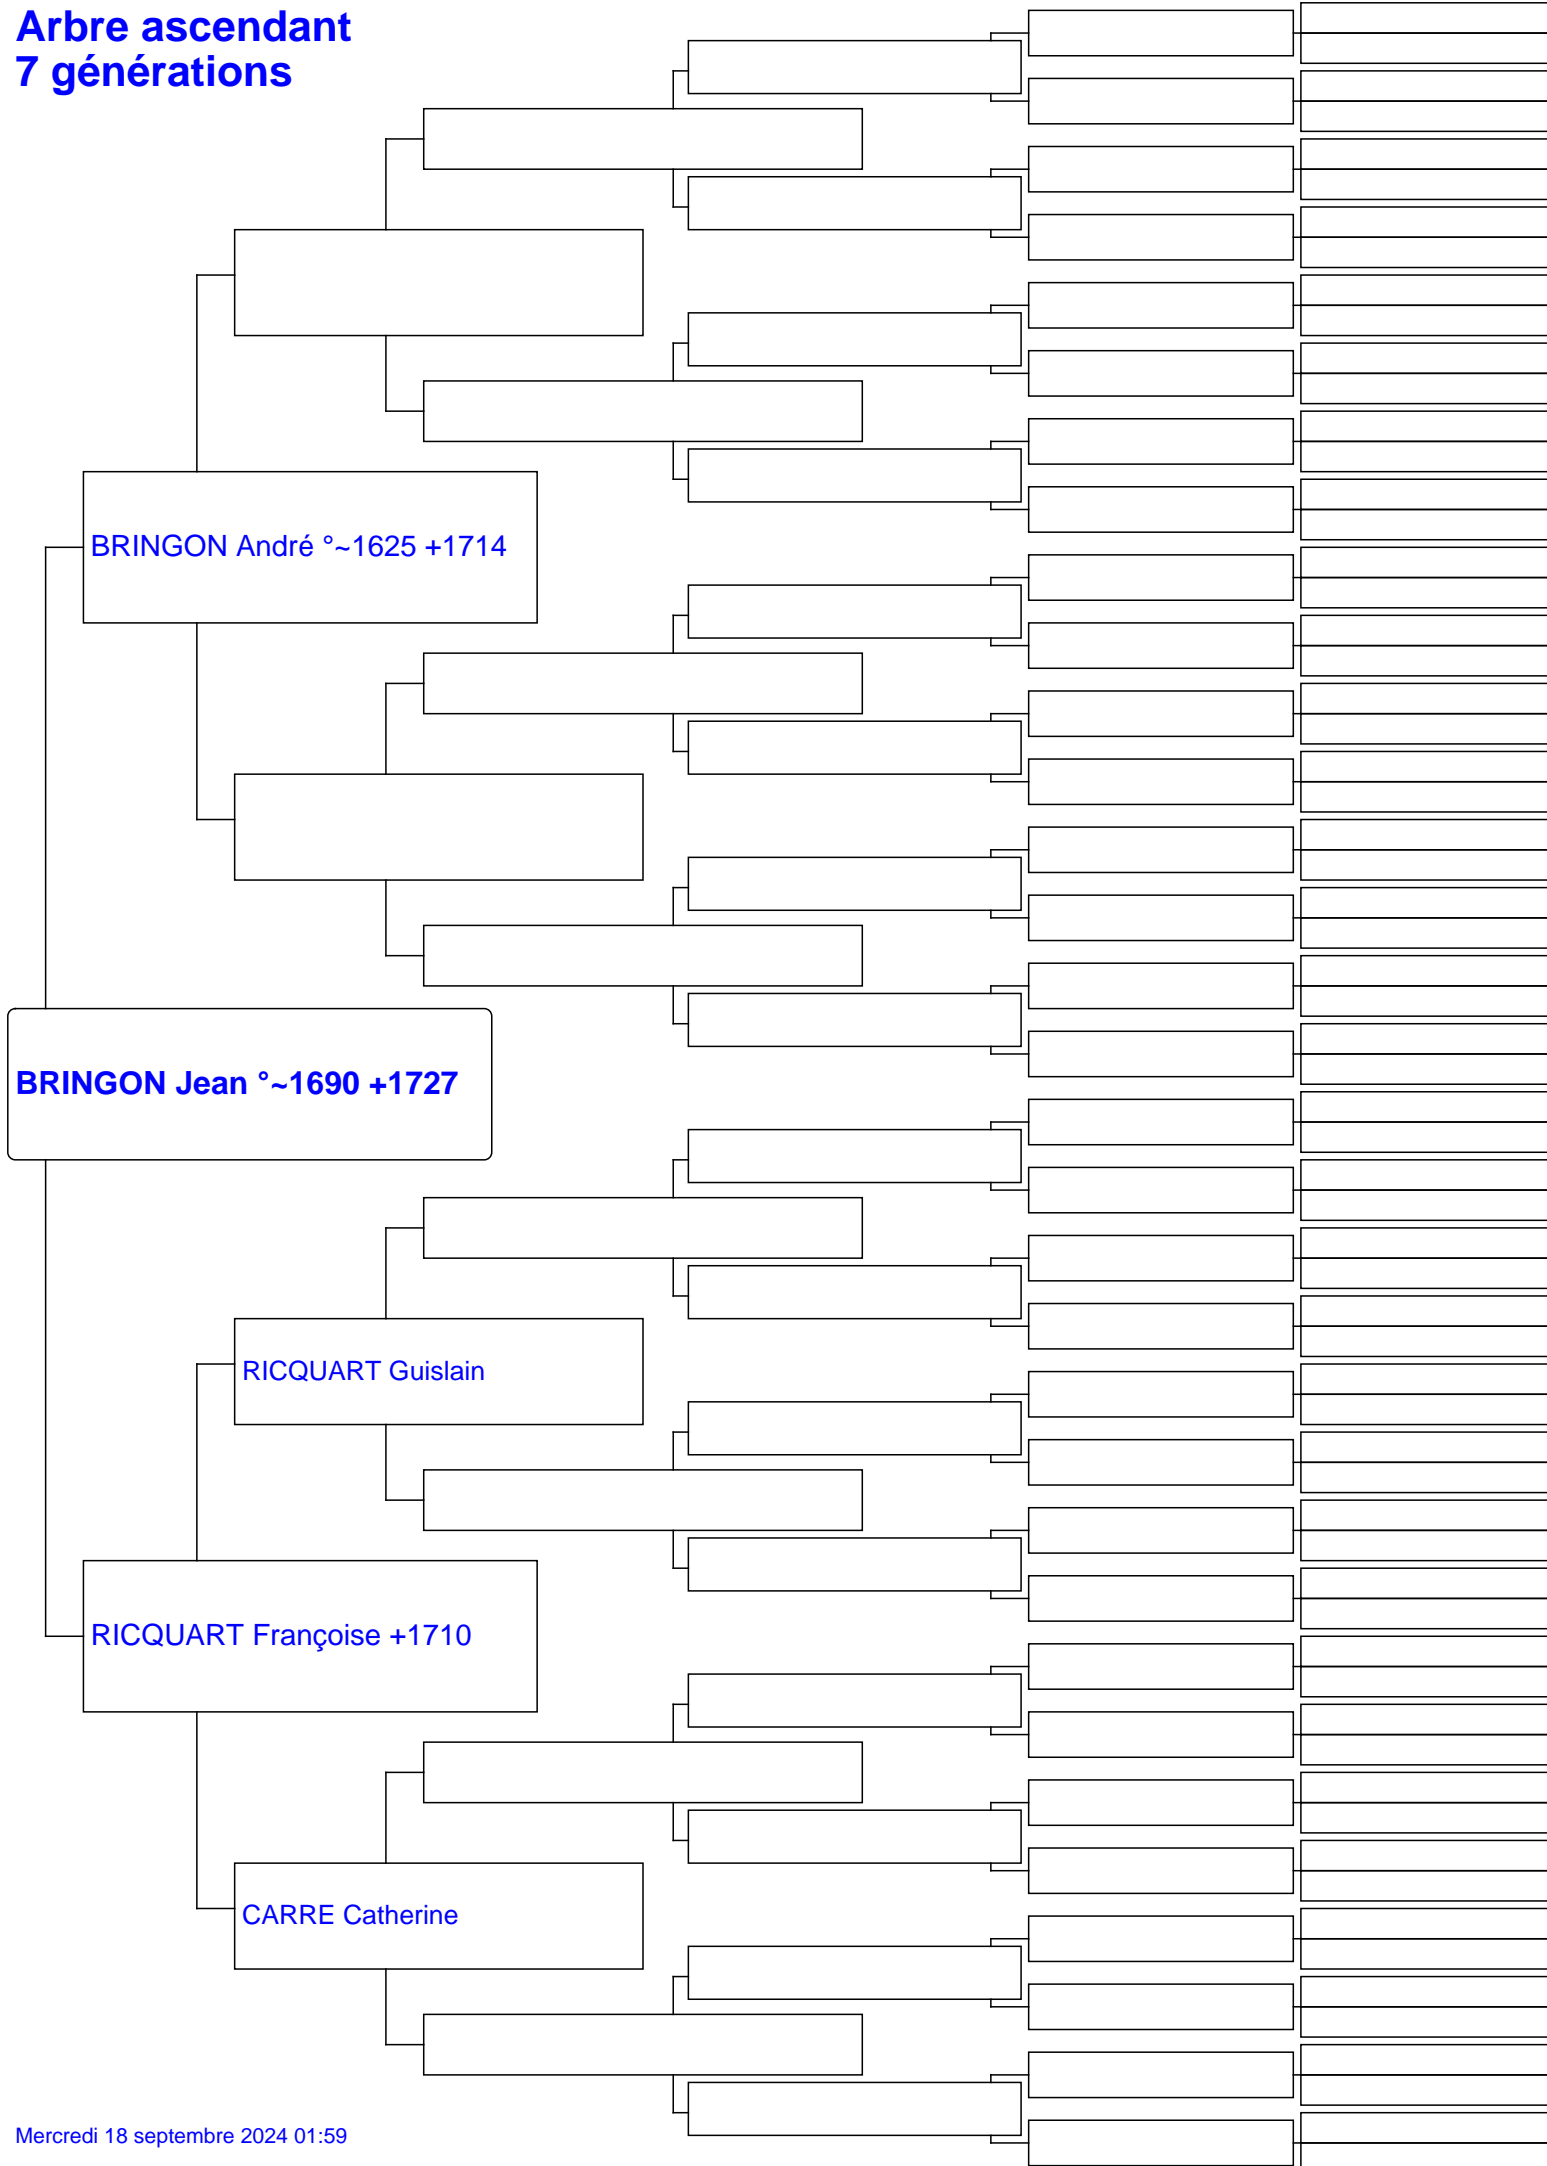 Arbre ascendant
7 générations
BRINGON André °~1625 +1714
BRINGON Jean °~1690 +1727
RICQUART Guislain
RICQUART Françoise +1710
CARRE Catherine
Mercredi 18 septembre 2024 01:59